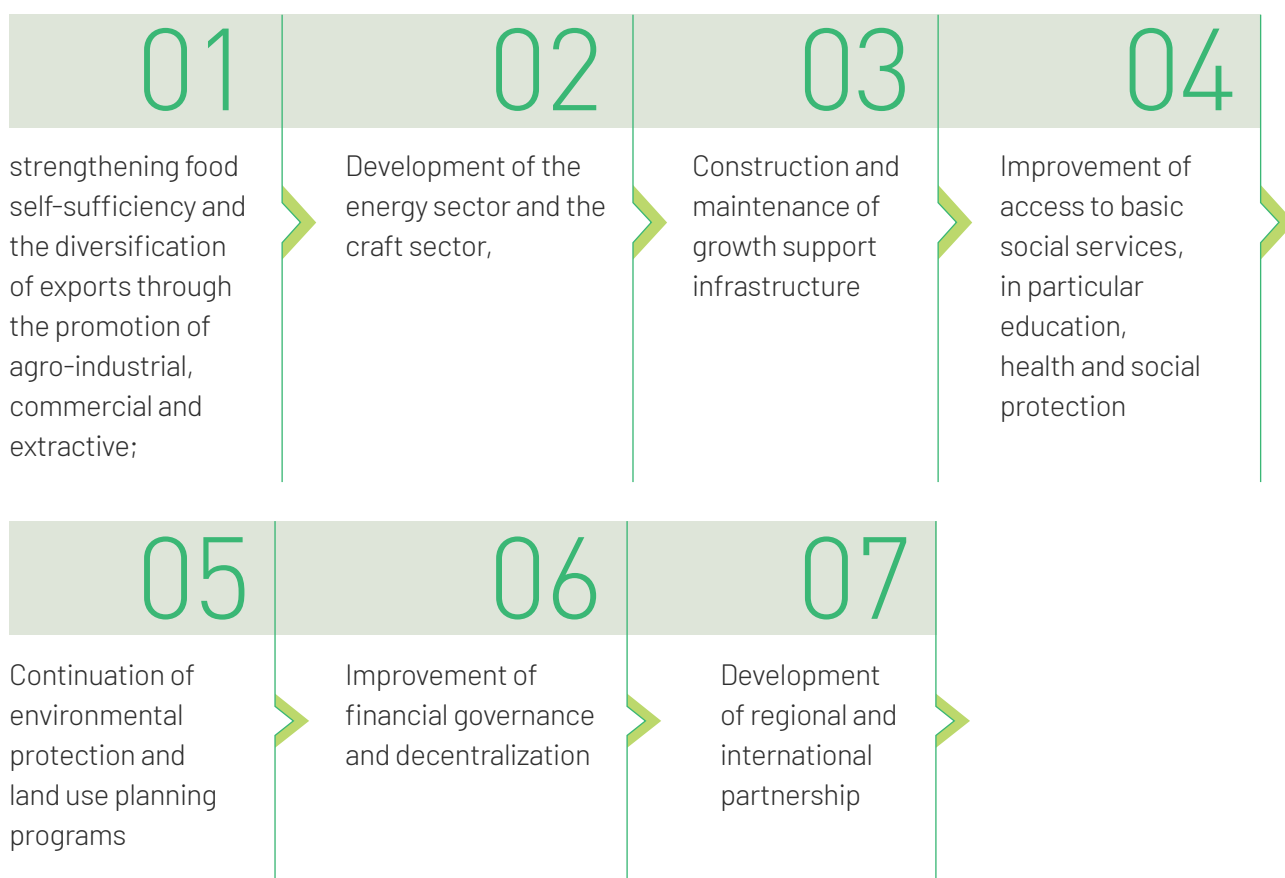 01
strengthening food
self-sufficiency and
the diversification
of exports through
the promotion of
agro-industrial,
commercial and
extractive;
02
Development of the
energy sector and the
craft sector,
03
Construction and
maintenance of
growth support
infrastructure
04
Improvement of
access to basic
social services,
in particular
education,
health and social
protection
05
Continuation of
environmental
protection and
land use planning
programs
06
Improvement of
financial governance
and decentralization
07
Development
of regional and
international
partnership